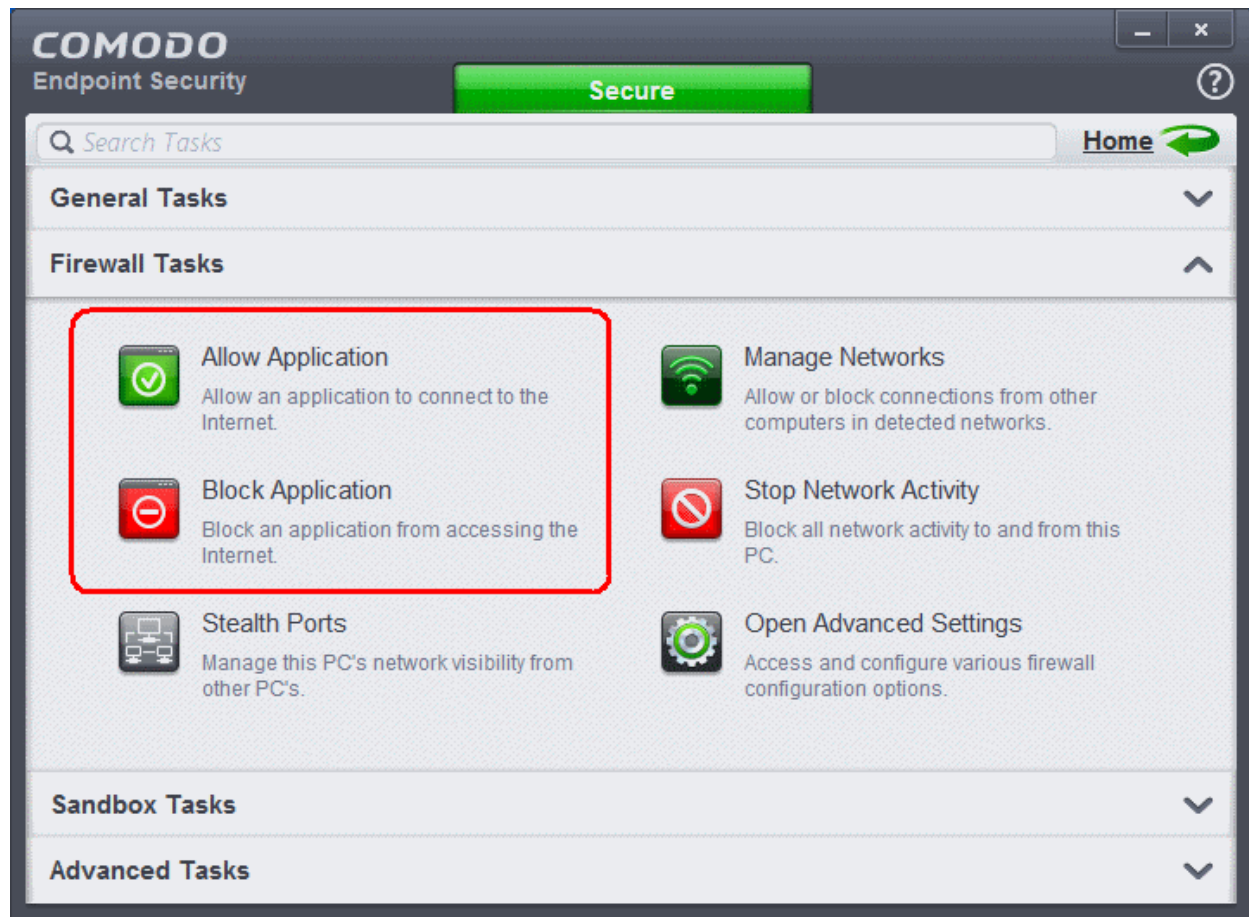 COMODO
Endpoint Security
Secure
Search Tasks
Home
General Tasks
Firewall Tasks
Allow Application
Allow an application to connect to the
Internet.
Manage Networks
Allow or block connections from other
computers in detected networks.
Block Application
Block an application from accessing the
Internet.
Stop Network Activity
Block all network activity to and from this
PC.
Stealth Ports
Manage this PC's network visibility from
other PC's.
Open Advanced Settings
Access and configure various firewall
configuration options.
Sandbox Tasks
Advanced Tasks